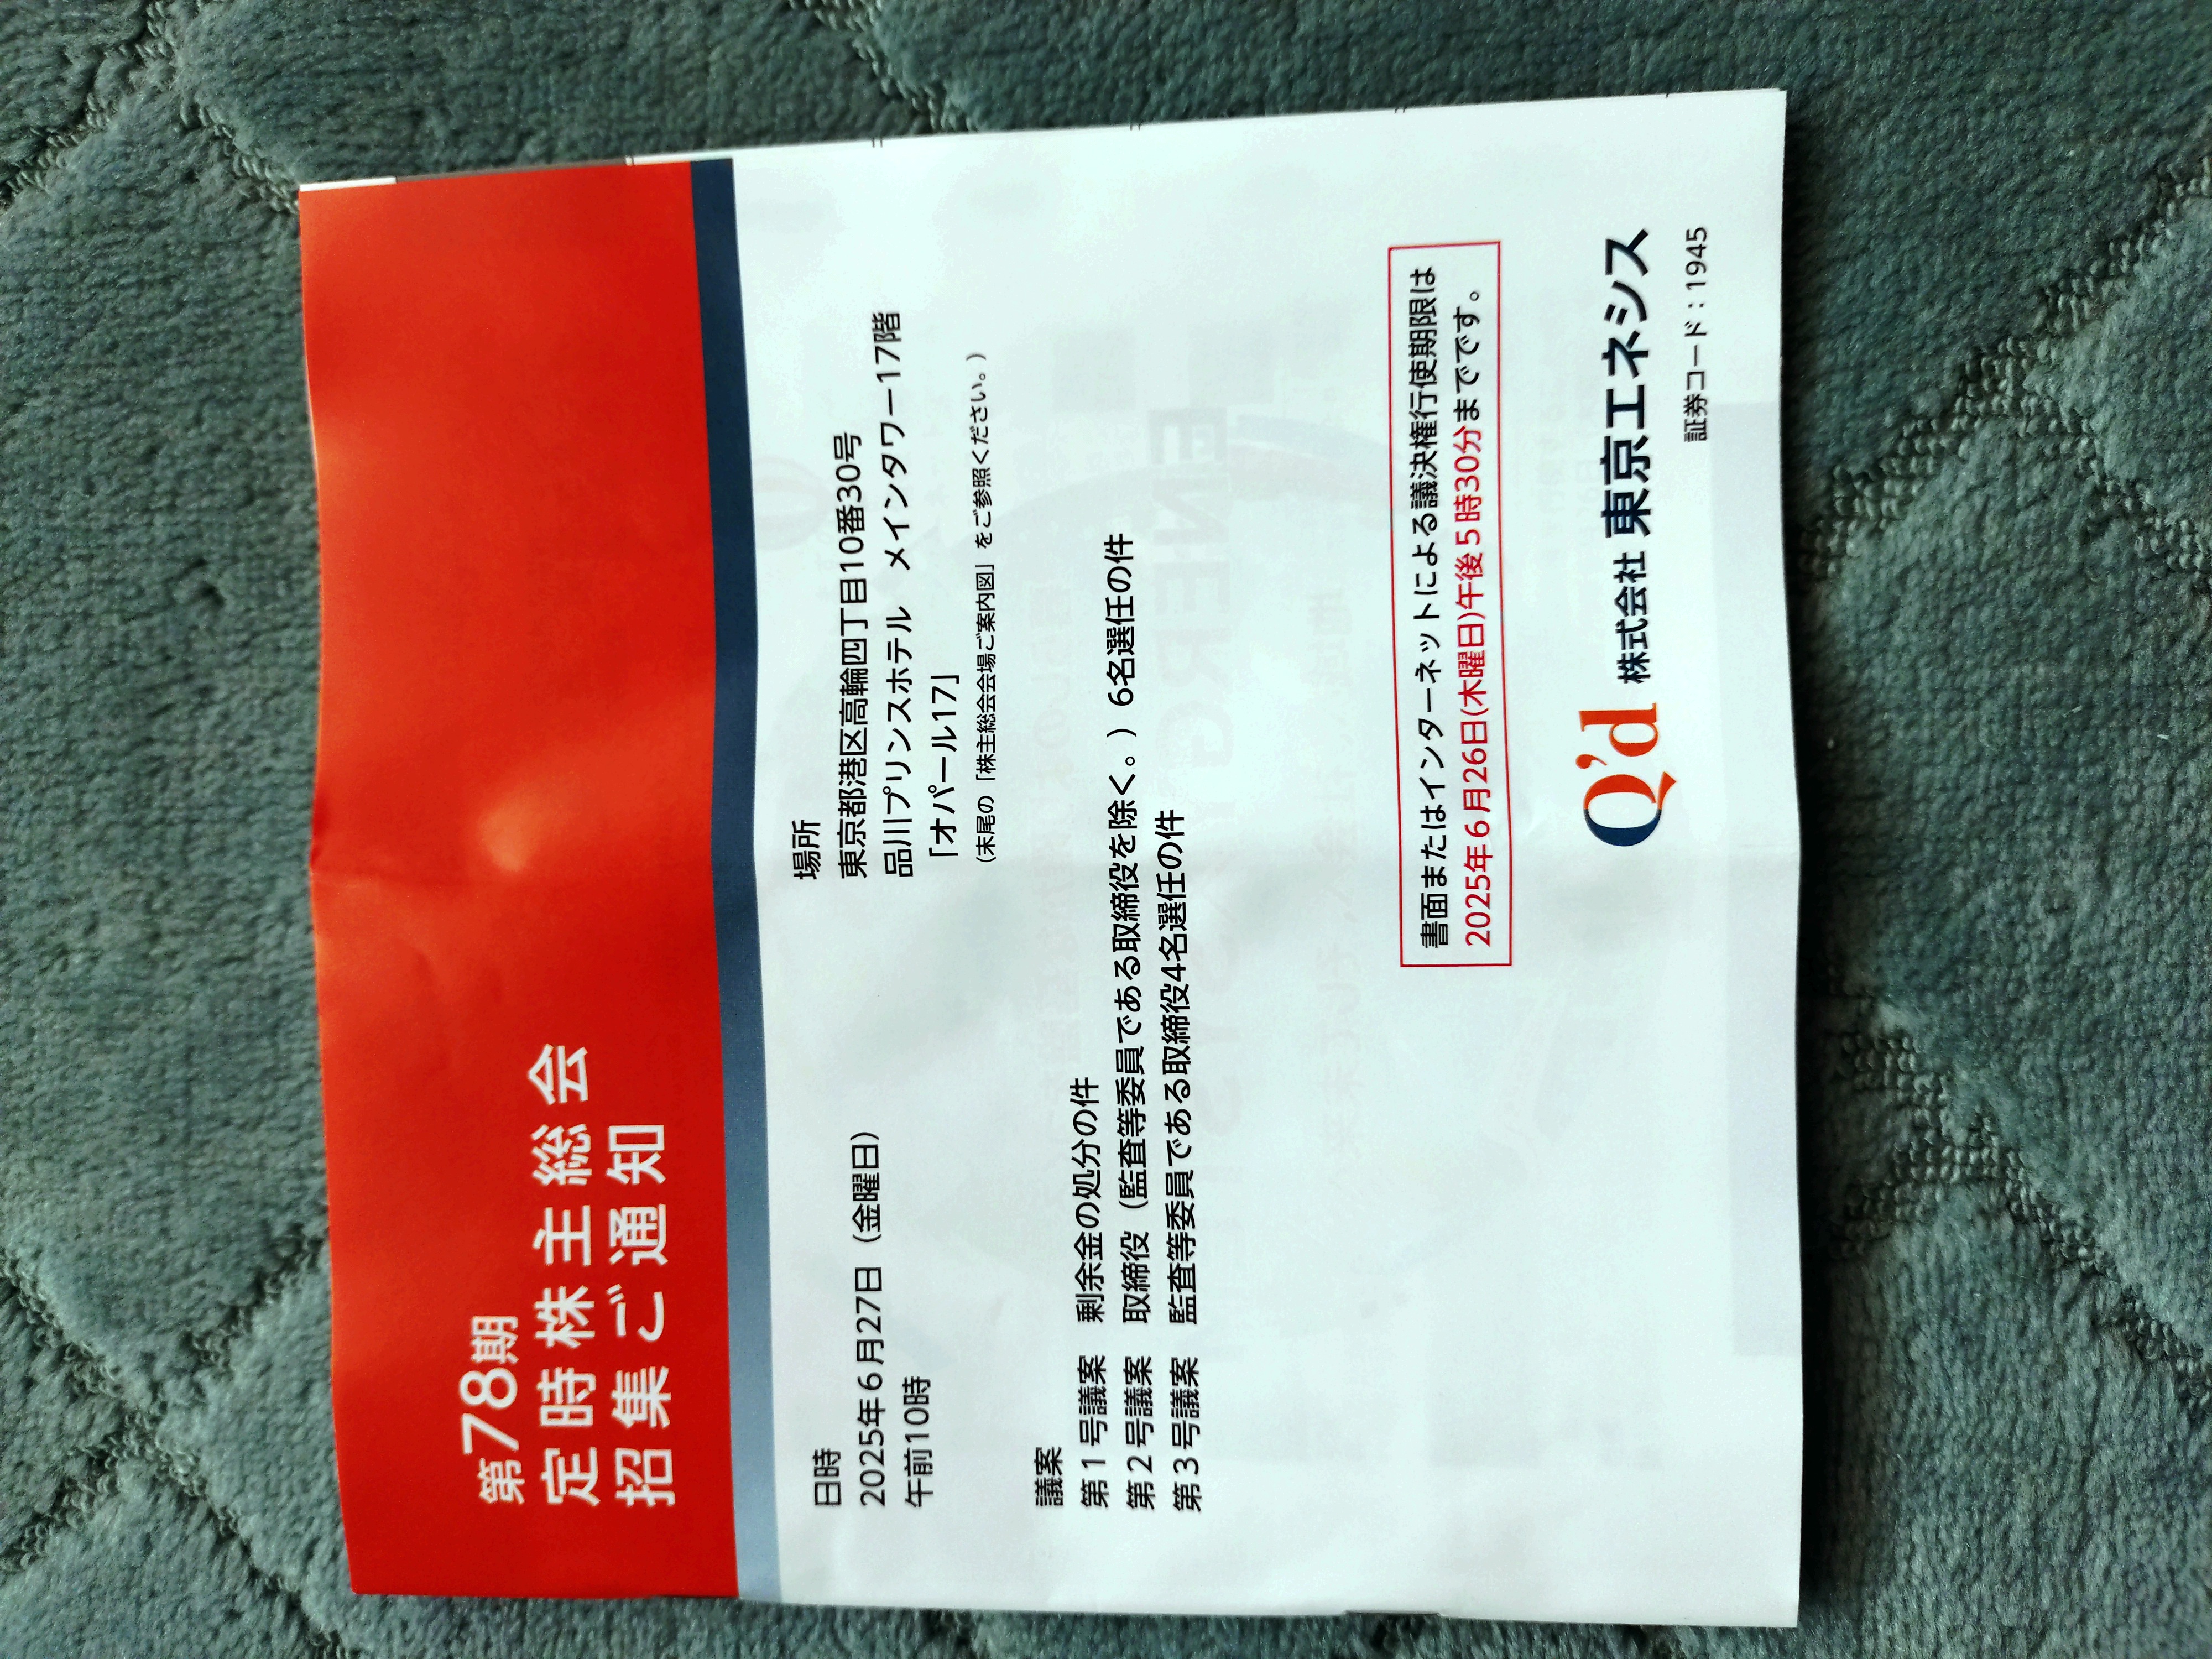 第78期
定時株主総会
招集ご通知
日時
2025年6月27日（金曜日）
午前10時
場所
東京都港区高輪四丁目10番30号
品川プリンスホテル　メインタワー17階
「オパール17」
（末尾の「株主総会会場ご案内図」をご参照ください。）
議案
第1号議案　剰余金の処分の件
第2号議案　取締役（監査等委員である取締役を除く。）6名選任の件
第3号議案　監査等委員である取締役4名選任の件
書面またはインターネットによる議決権行使期限は
2025年6月26日(木曜日)午後5時30分までです。
Q'd 株式会社 東京エネシス
証券コード：1945